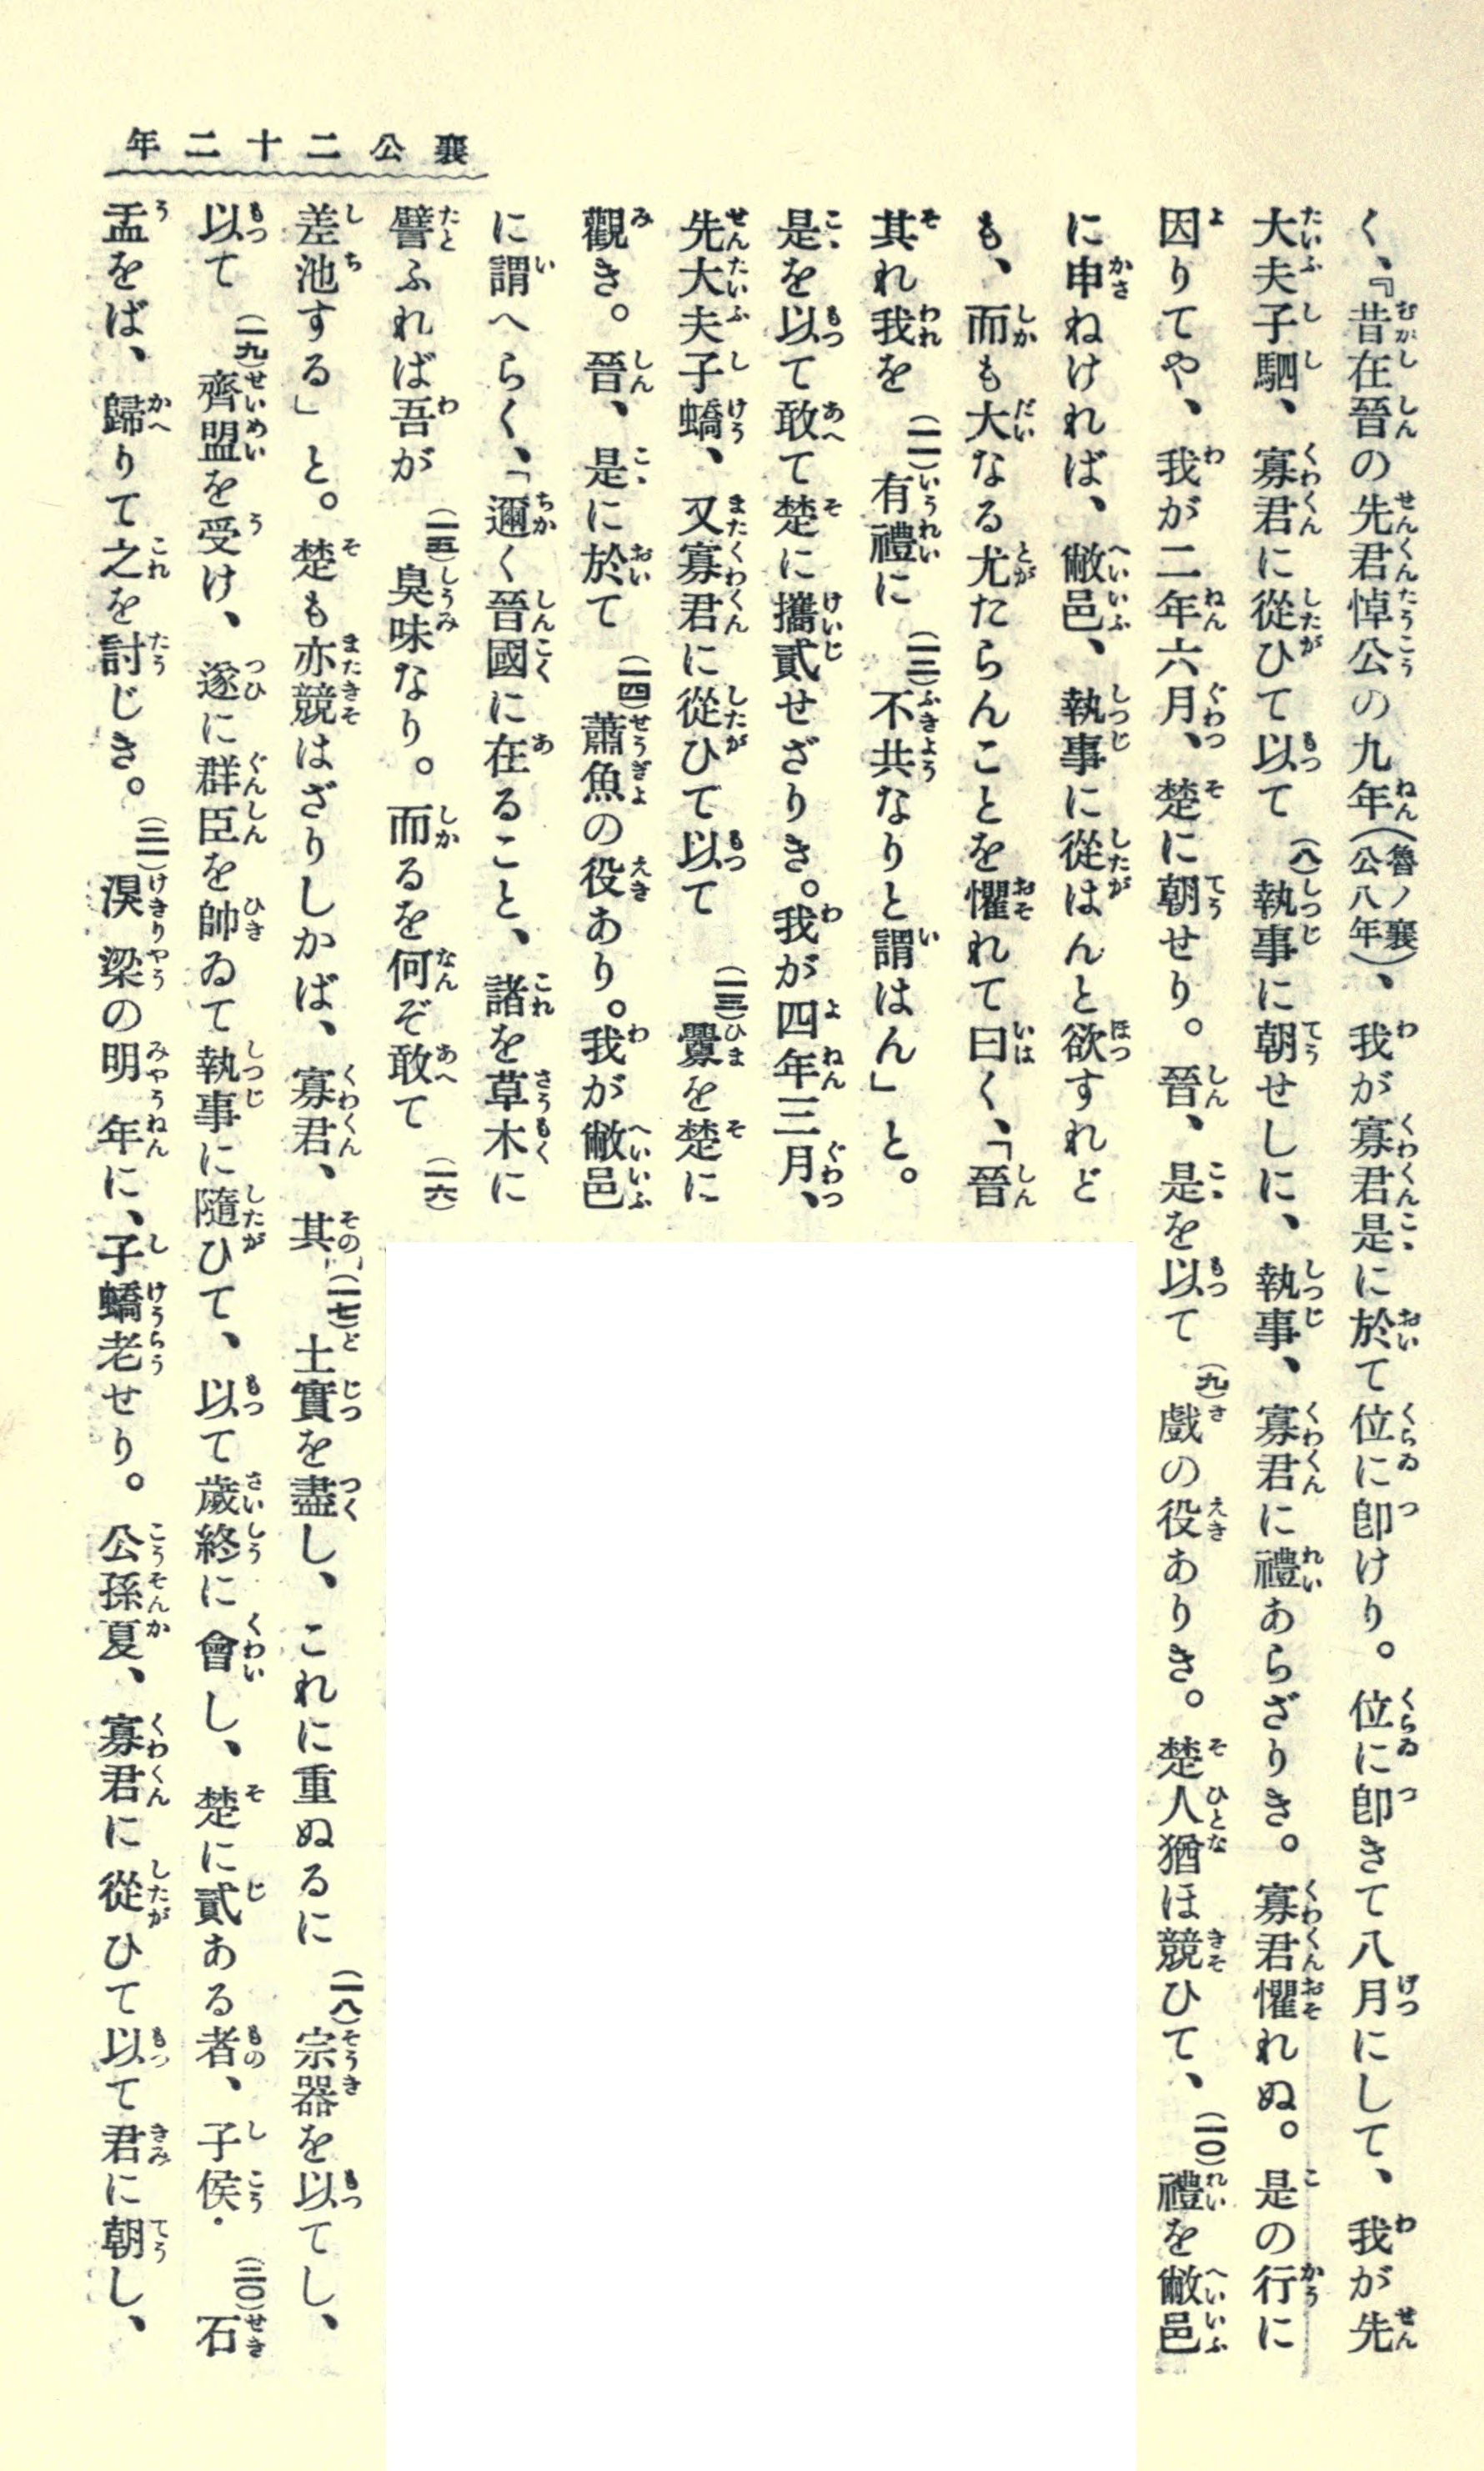 襄公二十二年
く、『昔在晉の先君悼公の九年(魯ノ襄公八年)、我が寡君是に於て位に卽けり。位に卽きて八月にして、我が先
大夫子駟、寡君に從ひて以て(八)執事に朝せしに、執事、寡君に禮あらざりき。寡君懼れぬ。是の行に
因りてや、我が二年六月、楚に朝せり。晉、是を以て(九)戲の役ありき。楚人猶ほ競ひて、(一〇)禮を敝邑
に申ねければ、敝邑、執事に從はんと欲すれど
も、而も大なる尤たらんことを懼れて曰く、「晉
其れ我を(一一)有禮に(一二)不共なりと謂はん」と。
是を以て敢て楚に攜貳せざりき。我が四年三月、
先大夫子蟜、又寡君に從ひて以て(一三)釁を楚に
觀き。晉、是に於て(一四)蕭魚の役あり。我が敝邑
に謂へらく、「邇く晉國に在ること、諸を草木に
譬ふれば吾が(一五)臭味なり。而るを何ぞ敢て(一六)
差池する」と。楚も亦競はざりしかば、寡君、其(一七)土實を盡し、これに重ぬるに(一八)宗器を以てし、
以て(一九)齊盟を受け、遂に群臣を帥ゐて執事に隨ひて、以て歲終に會し、楚に貳ある者、子侯·(二〇)石
盂をば、歸りて之を討じき。(二一)湨梁の明年に、子蟜老せり。公孫夏、寡君に從ひて以て君に朝し、